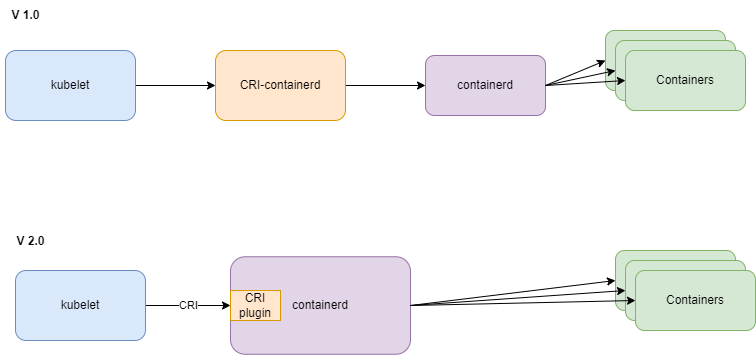 V 1.0
kubelet
CRI-containerd
containerd
Containers
V 2.0
kubelet
CRI
CRI
plugin
containerd
Containers